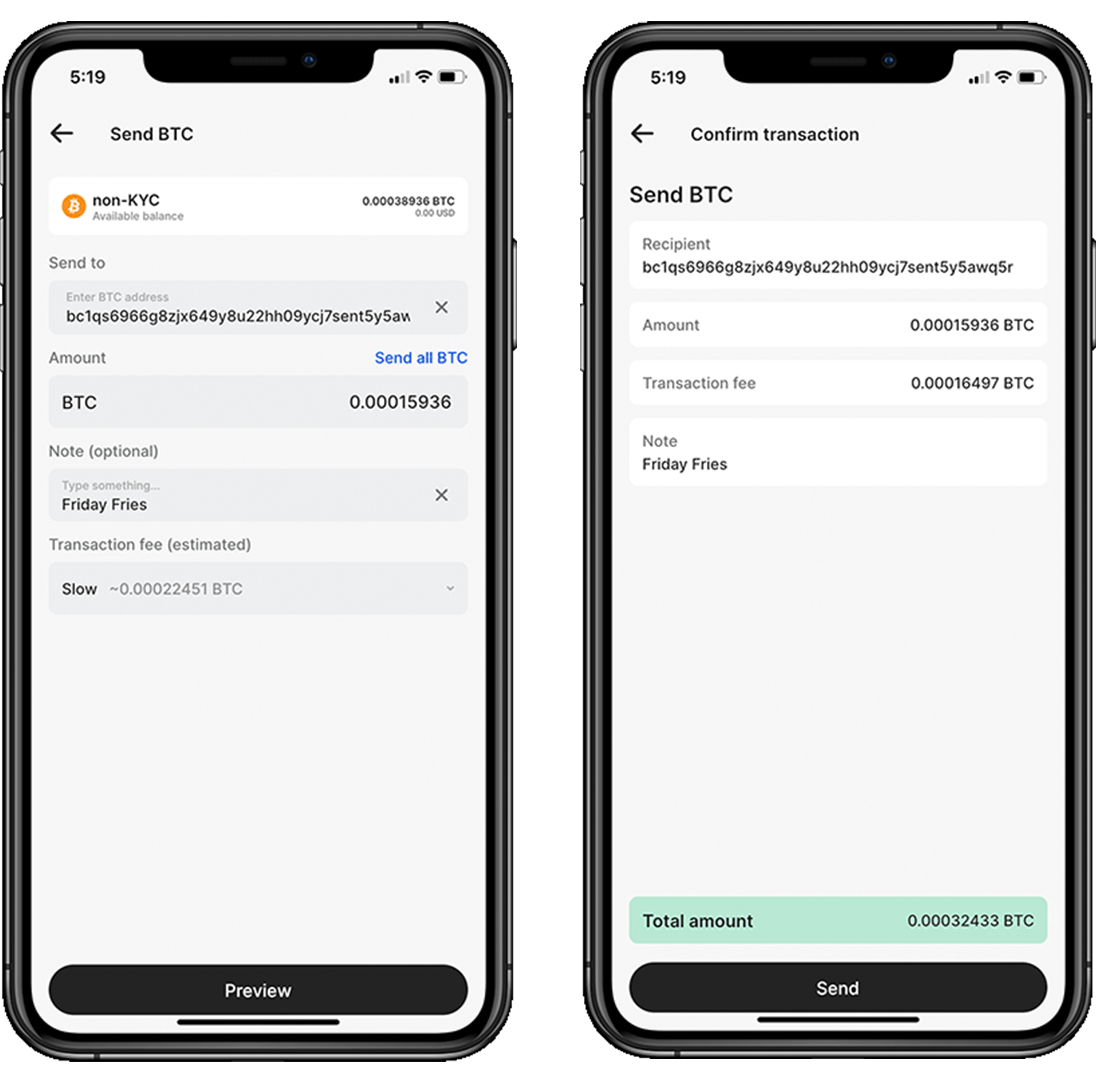 5:19
Send BTC
non-KYC
0.00038936 BTC
Available balance
0.00 USD
Send to
Enter BTC address
bc1qs6966g8zjx649y8u22hh09ycj7sent5y5aw
Amount
Send all BTC
BTC
0.00015936
Note (optional)
Type something...
Friday Fries
Transaction fee (estimated)
Slow ~0.00022451 BTC
Preview
5:19
Confirm transaction
Send BTC
Recipient
bc1qs6966g8zjx649y8u22hh09ycj7sent5y5awq5r
Amount
0.00015936 BTC
Transaction fee
0.00016497 BTC
Note
Friday Fries
Total amount
0.00032433 BTC
Send